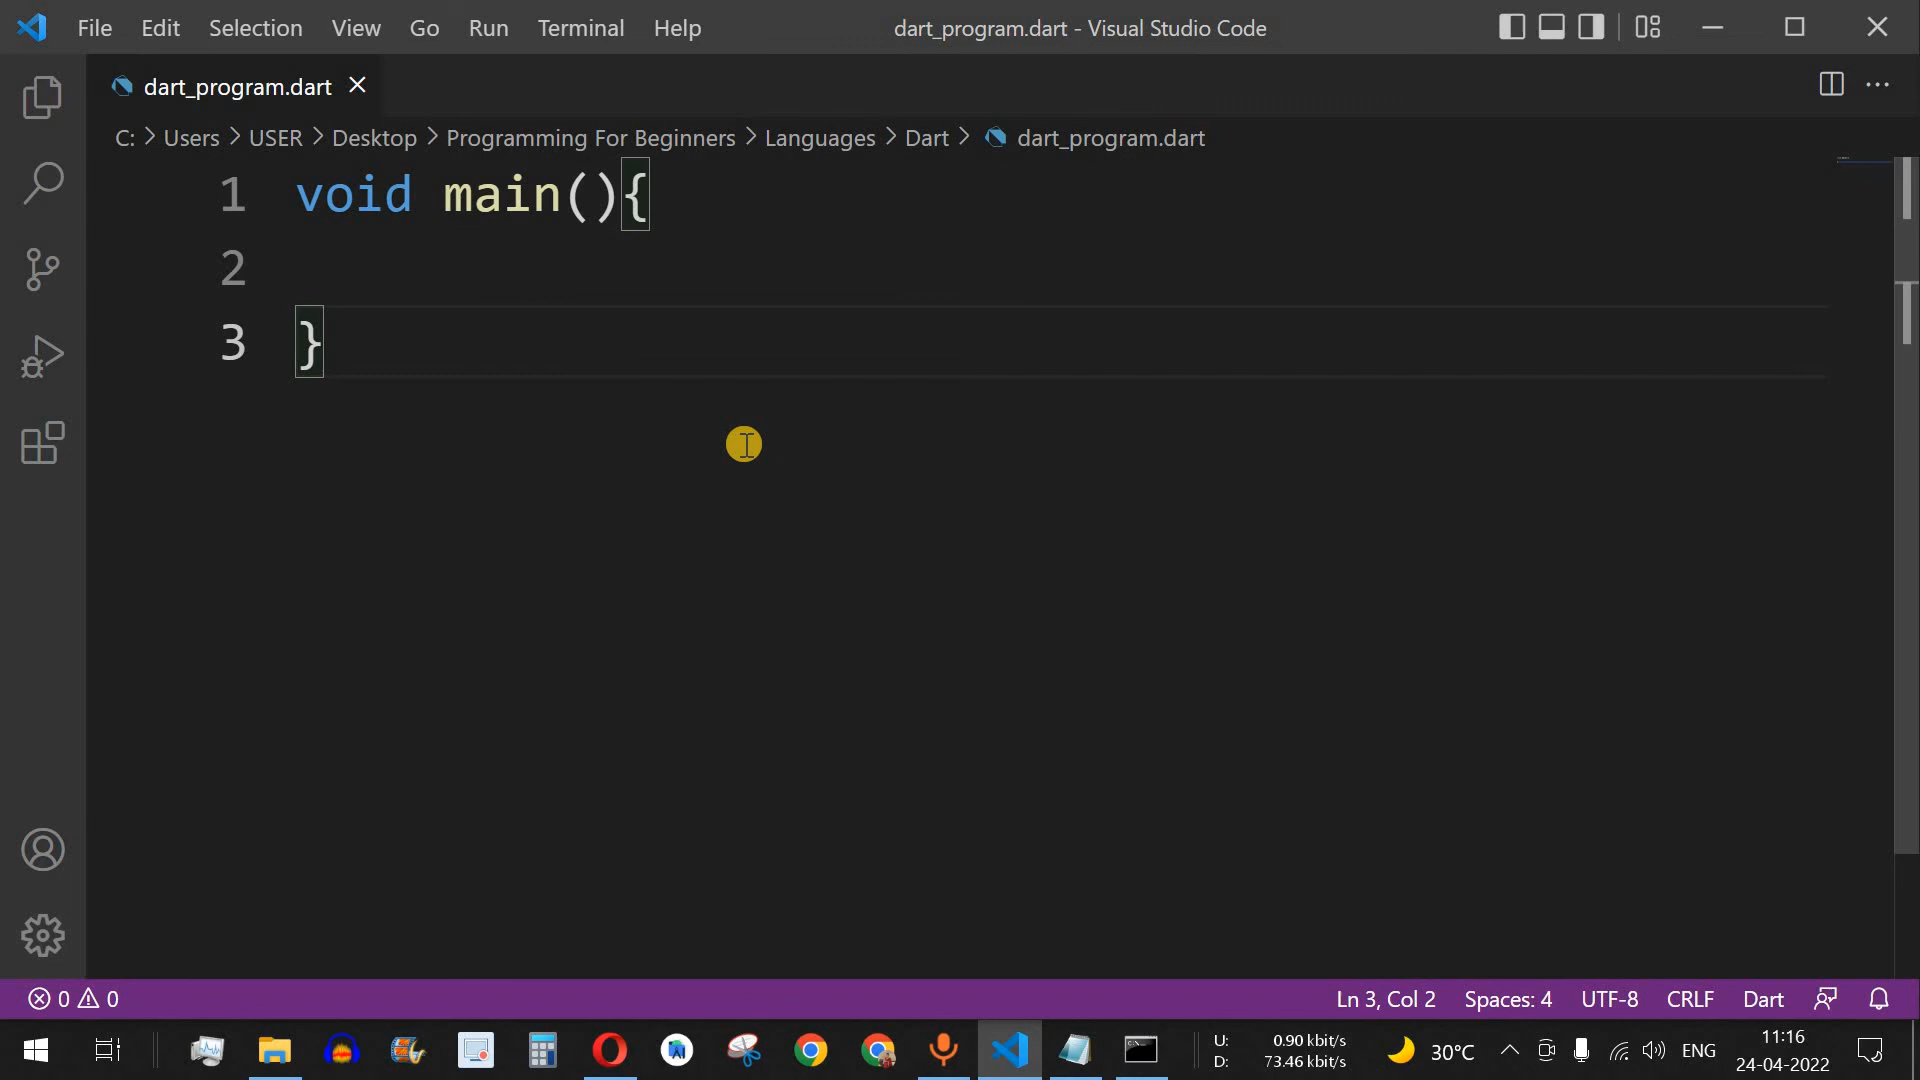 File Edit Selection View Go Run Terminal Help dart_program.dart - Visual Studio Code
dart_program.dart
C: > Users > USER > Desktop > Programming For Beginners > Languages > Dart > dart_program.dart
1 void main(){
2
3 }
0 0 Ln 3, Col 2 Spaces: 4 UTF-8 CRLF Dart
U: 0.90 kbit/s
D: 73.46 kbit/s
30°C
ENG
11:16
24-04-2022